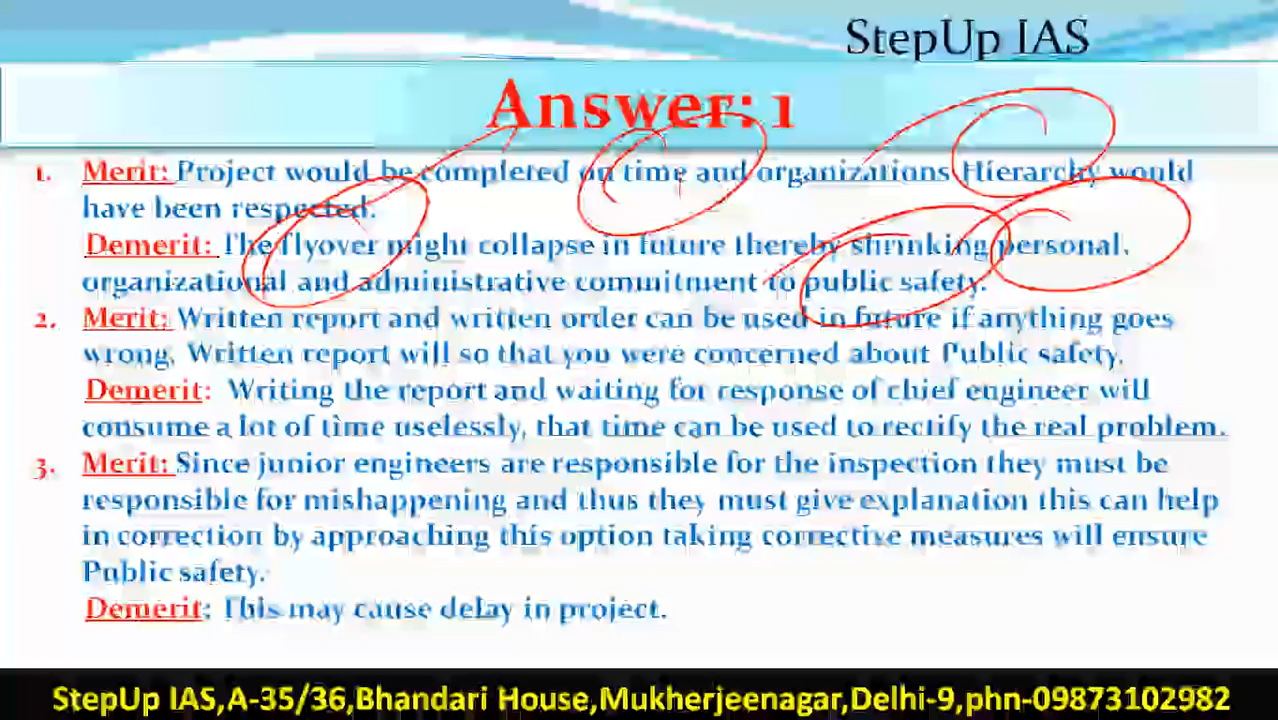 StepUp IAS
Answer: 1
1. Merit: Project would be completed on time and organizations Hierarchy would
have been respected.
Demerit: The flyover might collapse in future thereby shrinking personal,
organizational and administrative commitment to public safety.
2. Merit: Written report and written order can be used in future if anything goes
wrong. Written report will so that you were concerned about Public safety.
Demerit: Writing the report and waiting for response of chief engineer will
consume a lot of time uselessly, that time can be used to rectify the real problem.
3. Merit: Since junior engineers are responsible for the inspection they must be
responsible for mishappening and thus they must give explanation this can help
in correction by approaching this option taking corrective measures will ensure
Public safety.
Demerit: This may cause delay in project.
StepUp IAS,A-35/36,Bhandari House,Mukherjeenagar,Delhi-9,phn-09873102982